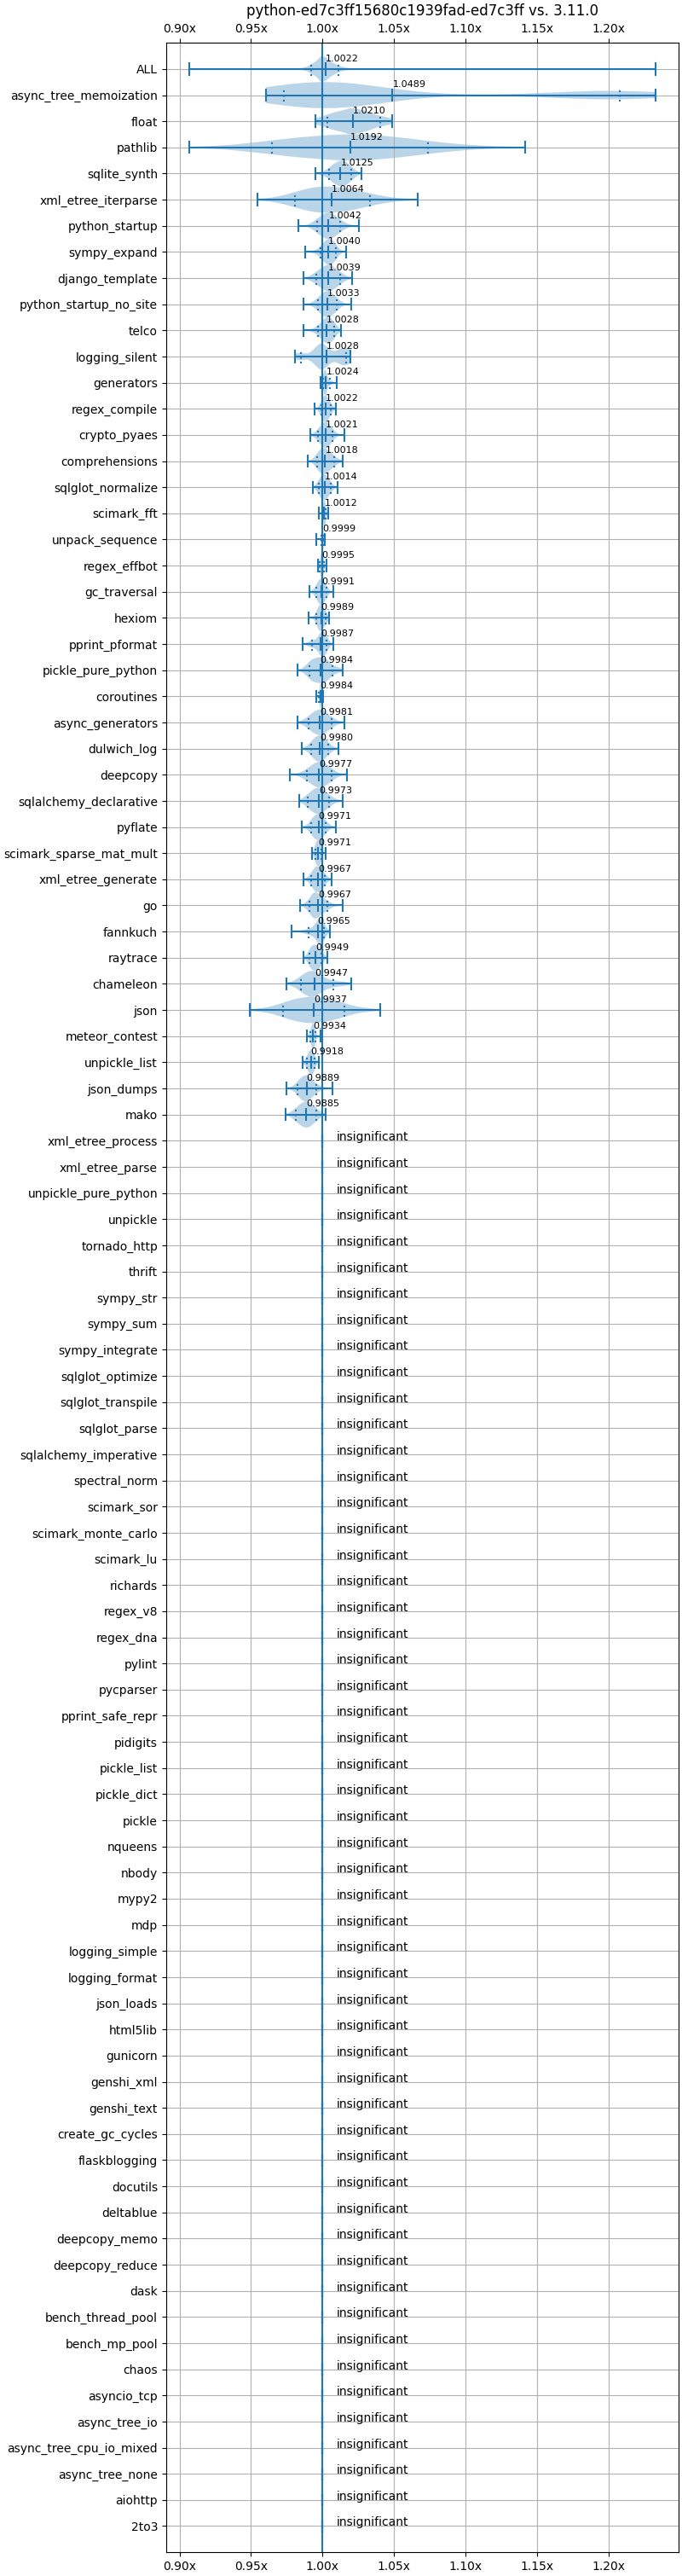 python-ed7c3ff15680c1939fad-ed7c3ff vs. 3.11.0
0.90x 0.95x 1.00x 1.05x 1.10x 1.15x 1.20x
ALL 1.0022
async_tree_memoization 1.0489
float 1.0210
pathlib 1.0192
sqlite_synth 1.0125
xml_etree_iterparse 1.0064
python_startup 1.0042
sympy_expand 1.0040
django_template 1.0039
python_startup_no_site 1.0033
telco 1.0028
logging_silent 1.0028
generators 1.0024
regex_compile 1.0022
crypto_pyaes 1.0021
comprehensions 1.0018
sqlglot_normalize 1.0014
scimark_fft 1.0012
unpack_sequence 0.9999
regex_effbot 0.9995
gc_traversal 0.9991
hexiom 0.9989
pprint_pformat 0.9987
pickle_pure_python 0.9984
coroutines 0.9984
async_generators 0.9981
dulwich_log 0.9980
deepcopy 0.9977
sqlalchemy_declarative 0.9973
pyflate 0.9971
scimark_sparse_mat_mult 0.9971
xml_etree_generate 0.9967
go 0.9967
fannkuch 0.9965
raytrace 0.9949
chameleon 0.9947
json 0.9937
meteor_contest 0.9934
unpickle_list 0.9918
json_dumps 0.9889
mako 0.9885
xml_etree_process insignificant
xml_etree_parse insignificant
unpickle_pure_python insignificant
unpickle insignificant
tornado_http insignificant
thrift insignificant
sympy_str insignificant
sympy_sum insignificant
sympy_integrate insignificant
sqlglot_optimize insignificant
sqlglot_transpile insignificant
sqlglot_parse insignificant
sqlalchemy_imperative insignificant
spectral_norm insignificant
scimark_sor insignificant
scimark_monte_carlo insignificant
scimark_lu insignificant
richards insignificant
regex_v8 insignificant
regex_dna insignificant
pylint insignificant
pycparser insignificant
pprint_safe_repr insignificant
pidigits insignificant
pickle_list insignificant
pickle_dict insignificant
pickle insignificant
nqueens insignificant
nbody insignificant
mypy2 insignificant
mdp insignificant
logging_simple insignificant
logging_format insignificant
json_loads insignificant
html5lib insignificant
gunicorn insignificant
genshi_xml insignificant
genshi_text insignificant
create_gc_cycles insignificant
flaskblogging insignificant
docutils insignificant
deltablue insignificant
deepcopy_memo insignificant
deepcopy_reduce insignificant
dask insignificant
bench_thread_pool insignificant
bench_mp_pool insignificant
chaos insignificant
asyncio_tcp insignificant
async_tree_io insignificant
async_tree_cpu_io_mixed insignificant
async_tree_none insignificant
aiohttp insignificant
2to3 insignificant
0.90x 0.95x 1.00x 1.05x 1.10x 1.15x 1.20x